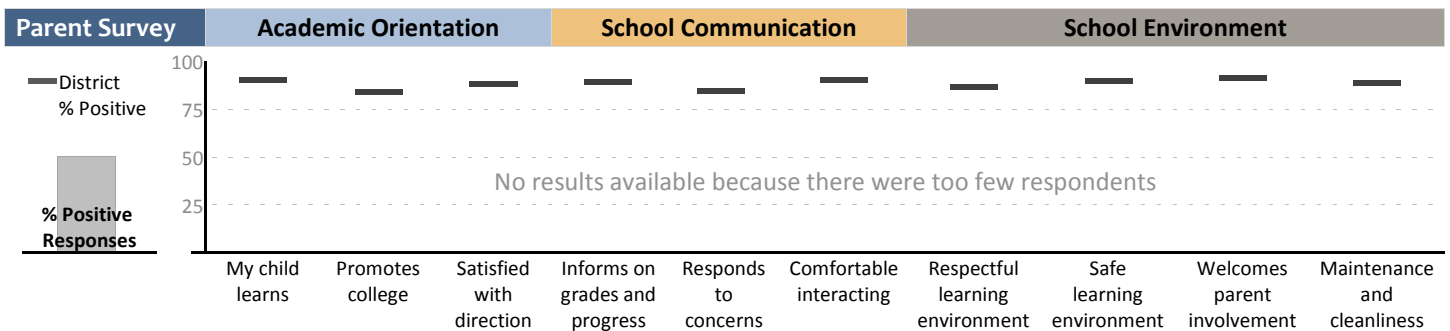 Parent Survey
Academic Orientation
School Communication
School Environment
District
% Positive
% Positive
Responses
100
75
50
25
No results available because there were too few respondents
My child
learns
Promotes
college
Satisfied
with
direction
Informs on
grades and
progress
Responds
to
concerns
Comfortable
interacting
Respectful
learning
environment
Safe
learning
environment
Welcomes
parent
involvement
Maintenance
and
cleanliness